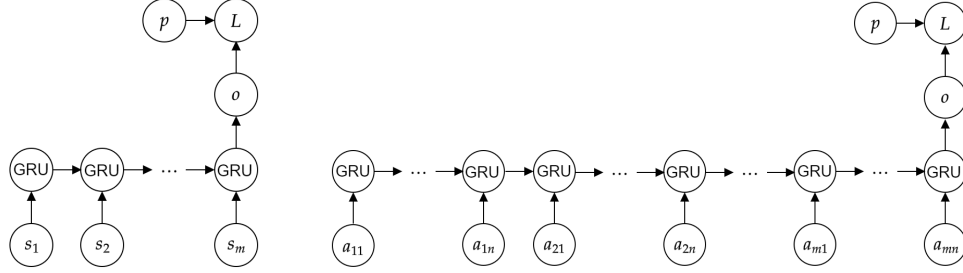 p L p L
o o
GRU GRU ... GRU GRU ... GRU GRU ... GRU ... GRU ... GRU
s₁ s₂ sₘ a₁₁ a₁ₙ a₂₁ a₂ₙ aₘ₁ aₘₙ